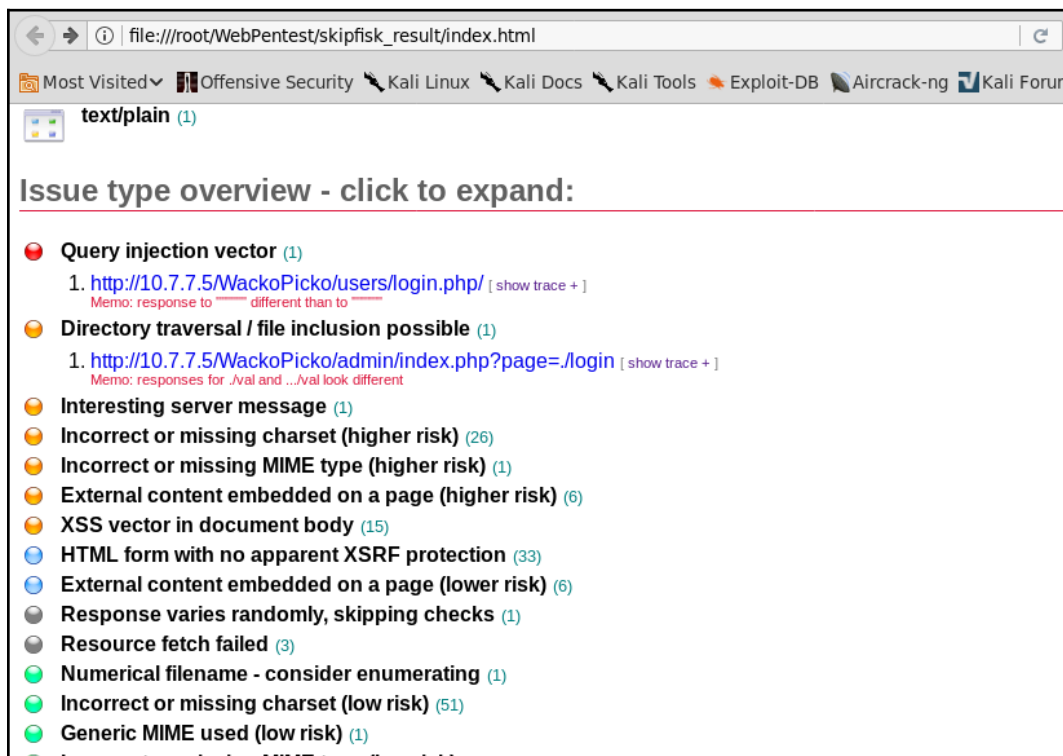 file:///root/WebPentest/skipfisk_result/index.html
Most Visited Offensive Security Kali Linux Kali Docs Kali Tools Exploit-DB Aircrack-ng Kali Forum
text/plain (1)
Issue type overview - click to expand:
Query injection vector (1)
1. http://10.7.7.5/WackoPicko/users/login.php/ [ show trace + ]
Memo: response to different than to
Directory traversal / file inclusion possible (1)
1. http://10.7.7.5/WackoPicko/admin/index.php?page=./login [ show trace + ]
Memo: responses for ./val and .../val look different
Interesting server message (1)
Incorrect or missing charset (higher risk) (26)
Incorrect or missing MIME type (higher risk) (1)
External content embedded on a page (higher risk) (6)
XSS vector in document body (15)
HTML form with no apparent XSRF protection (33)
External content embedded on a page (lower risk) (6)
Response varies randomly, skipping checks (1)
Resource fetch failed (3)
Numerical filename - consider enumerating (1)
Incorrect or missing charset (low risk) (51)
Generic MIME used (low risk) (1)